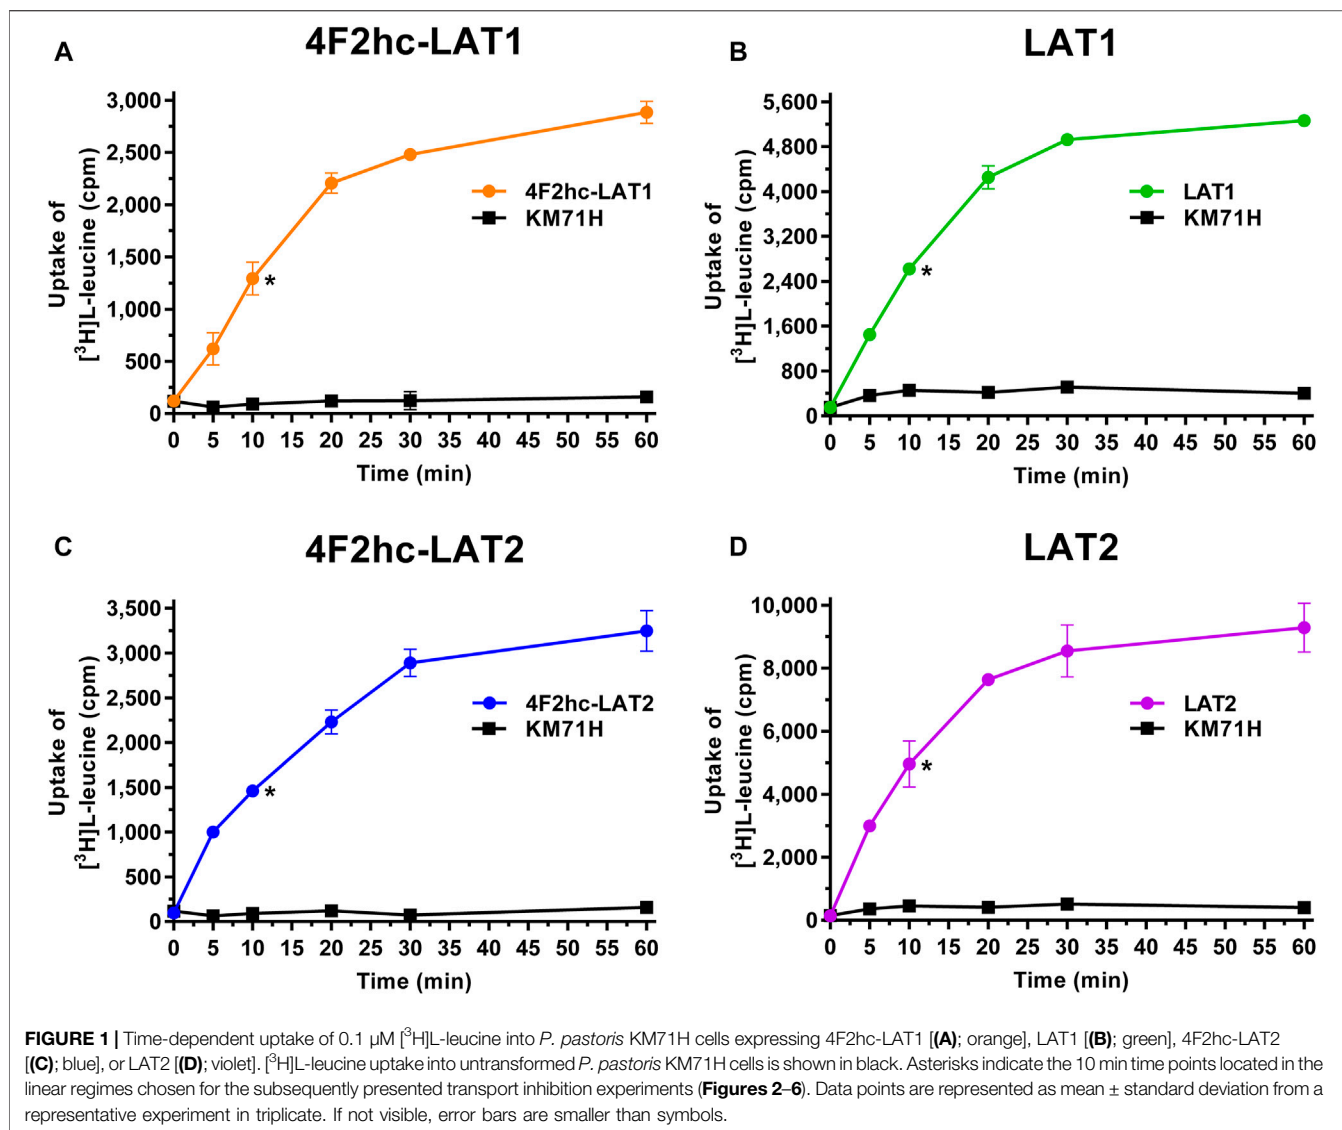 A
4F2hc-LAT1
3,000
2,500
2,000
1,500
1,000
500
0
Uptake of
[³H]L-leucine (cpm)
4F2hc-LAT1
KM71H
*
0 5 10 15 20 25 30 35 40 45 50 55 60
Time (min)
B
LAT1
5,600
4,800
4,000
3,200
2,400
1,600
800
0
Uptake of
[³H]L-leucine (cpm)
LAT1
KM71H
*
0 5 10 15 20 25 30 35 40 45 50 55 60
Time (min)
C
4F2hc-LAT2
3,500
3,000
2,500
2,000
1,500
1,000
500
0
Uptake of
[³H]L-leucine (cpm)
4F2hc-LAT2
KM71H
*
0 5 10 15 20 25 30 35 40 45 50 55 60
Time (min)
D
LAT2
10,000
8,000
6,000
4,000
2,000
0
Uptake of
[³H]L-leucine (cpm)
LAT2
KM71H
*
0 5 10 15 20 25 30 35 40 45 50 55 60
Time (min)
FIGURE 1 | Time-dependent uptake of 0.1 µM [³H]L-leucine into P. pastoris KM71H cells expressing 4F2hc-LAT1 [(A); orange], LAT1 [(B); green], 4F2hc-LAT2
[(C); blue], or LAT2 [(D); violet]. [³H]L-leucine uptake into untransformed P. pastoris KM71H cells is shown in black. Asterisks indicate the 10 min time points located in the
linear regimes chosen for the subsequently presented transport inhibition experiments (Figures 2–6). Data points are represented as mean ± standard deviation from a
representative experiment in triplicate. If not visible, error bars are smaller than symbols.